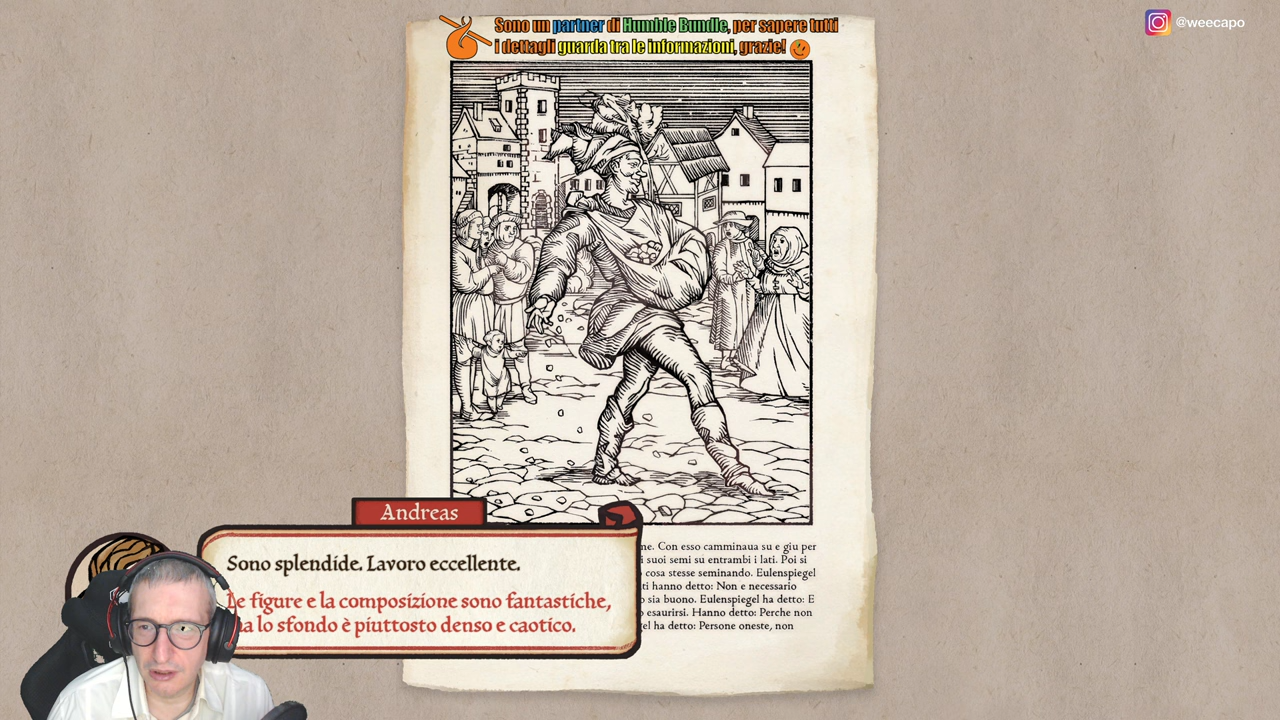 Sono un partner di Humble Bundle, per sapere tutti
i dettagli guarda tra le informazioni, grazie!
@weecapo
Andreas
Sono splendide. Lavoro eccellente.
Le figure e la composizione sono fantastiche,
lo sfondo è piuttosto denso e caotico.
Con esso camminaua su e giu per
suoi semi su entrambi i lati. Poi si
cosa stesse seminando. Eulenspiegel
hanno detto: Non e necessario
sia buono. Eulenspiegel ha detto: E
esaurirsi. Hanno detto: Perche non
ha detto: Persone oneste, non